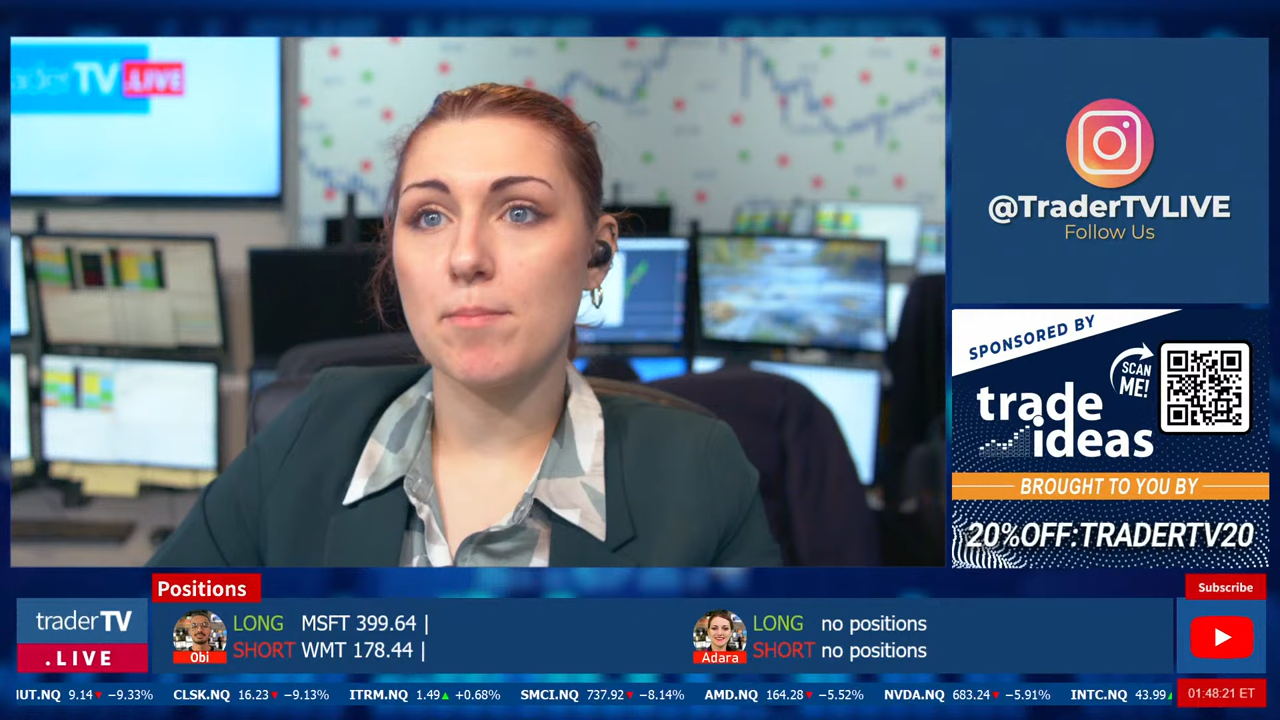 TV .LIVE
@TraderTVLIVE
Follow Us
SPONSORED BY
SCAN
ME!
trade
ideas
BROUGHT TO YOU BY
20%OFF:TRADERTV20
Positions
Subscribe
traderTV
.LIVE
Obi
LONG MSFT 399.64 |
SHORT WMT 178.44 |
Adara
LONG no positions
SHORT no positions
IUT.NQ 9.14▼ −9.33% CLSK.NQ 16.23▼ −9.13% ITRM.NQ 1.49▲ +0.68% SMCI.NQ 737.92▼ −8.14% AMD.NQ 164.28▼ −5.52% NVDA.NQ 683.24▼ −5.91% INTC.NQ 43.99▲
01:48:21 ET